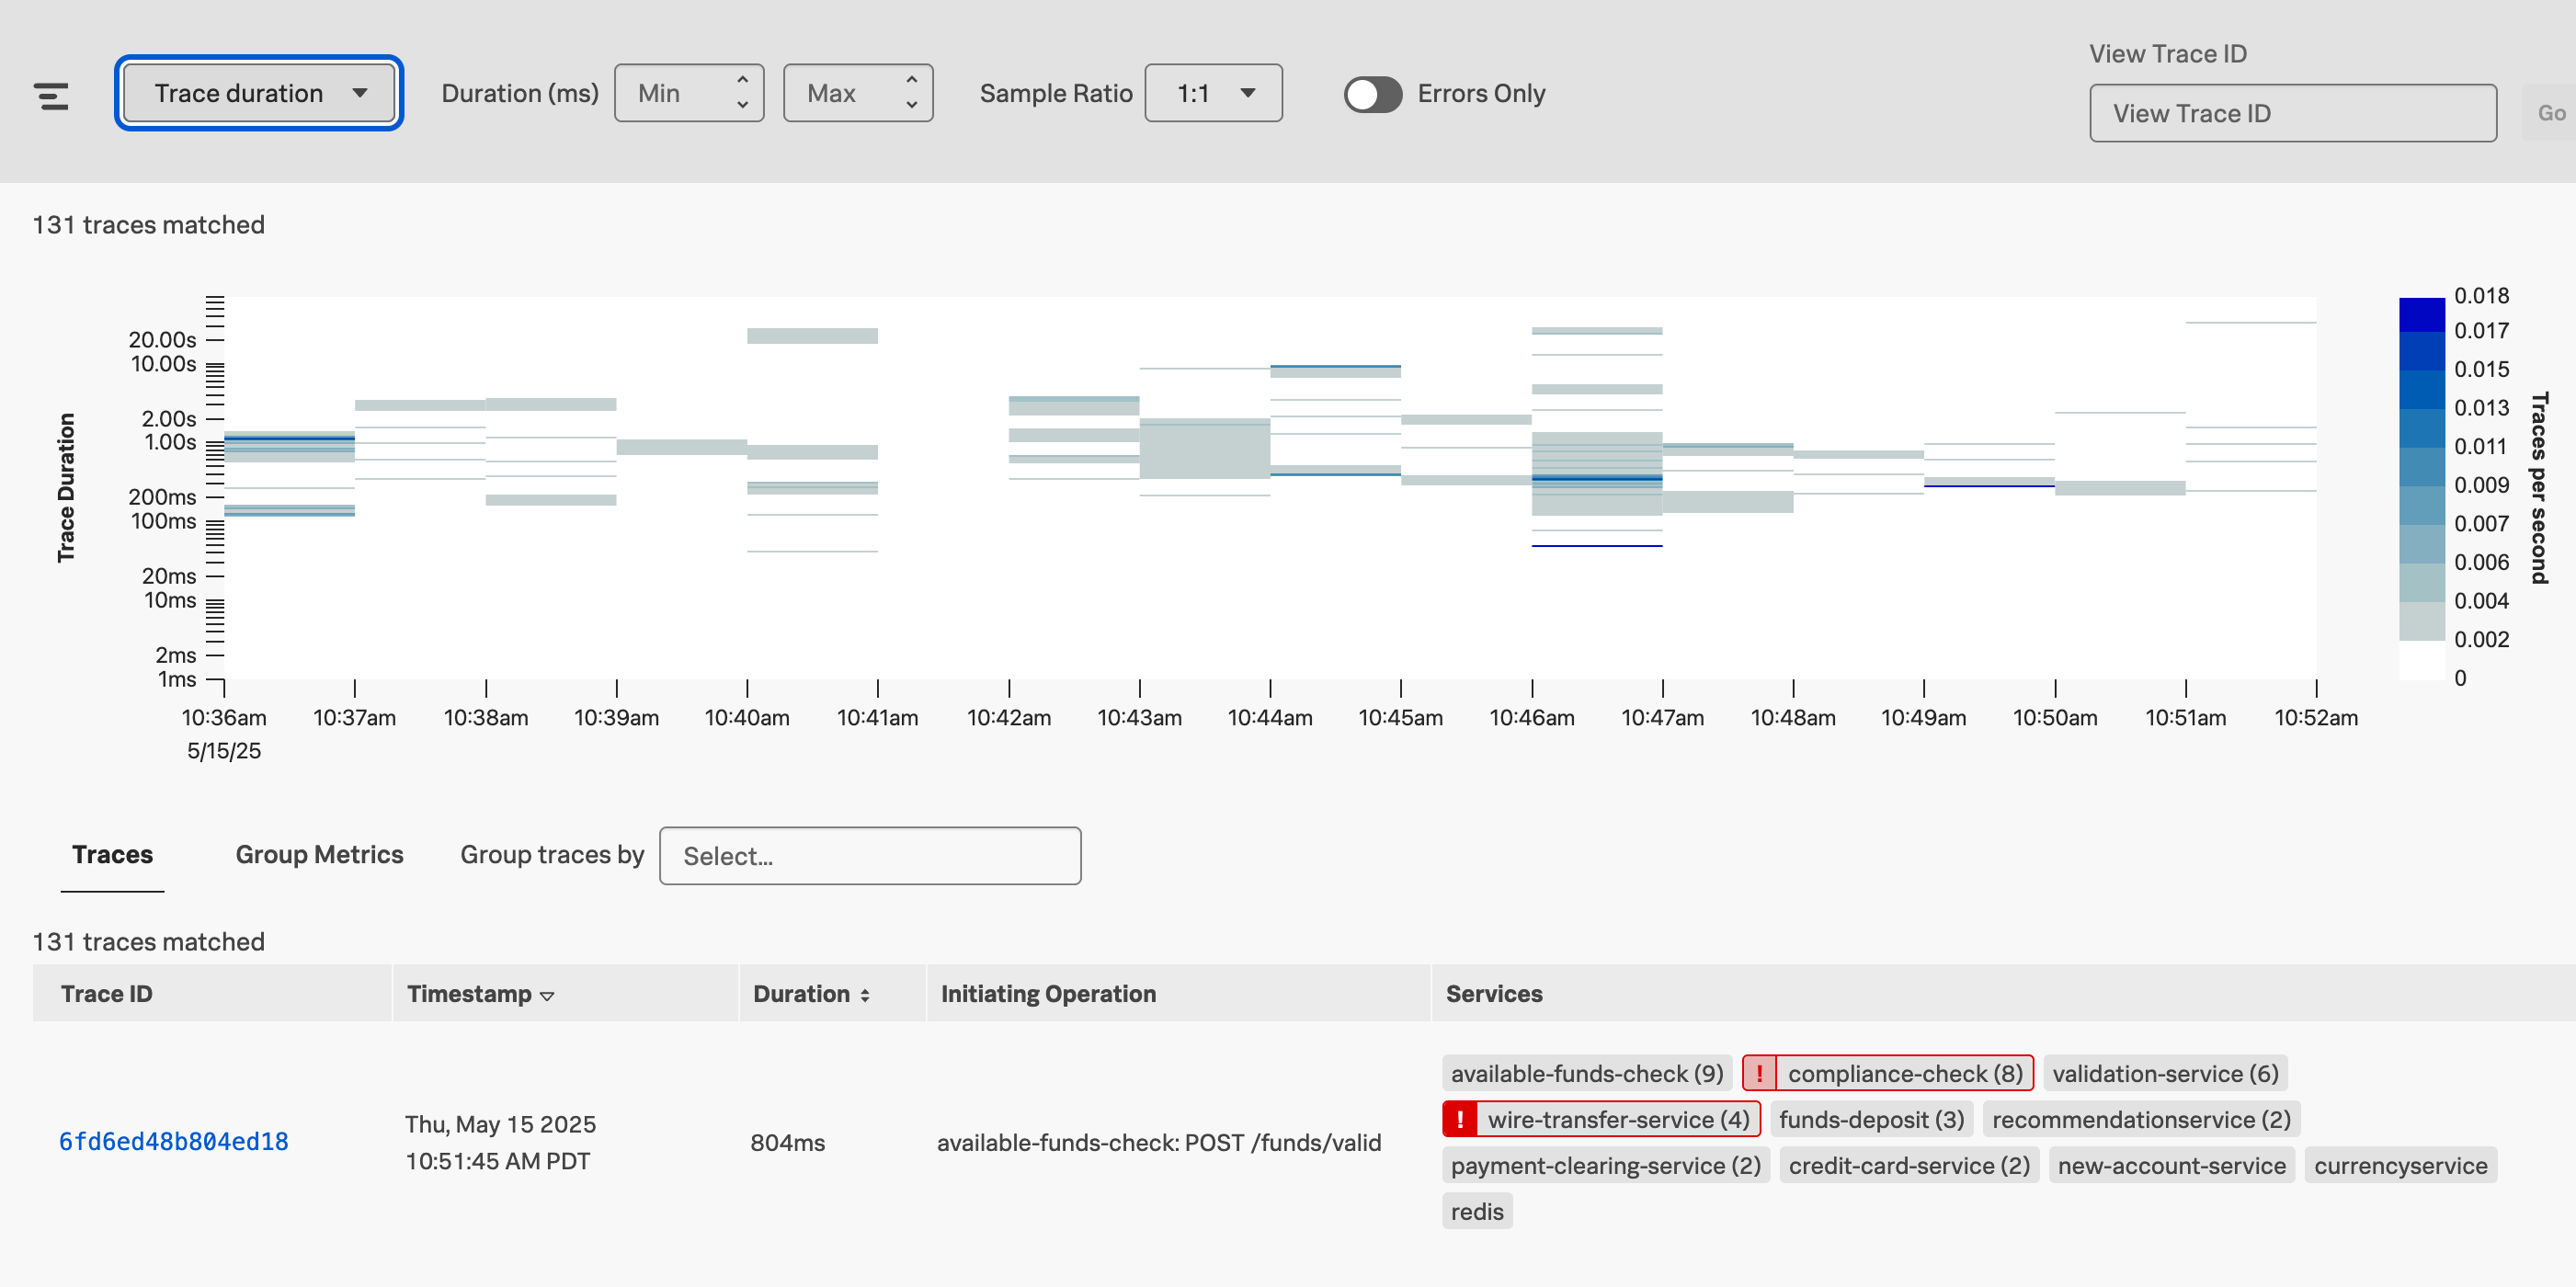 View Trace ID
Trace duration Duration (ms) Min Max Sample Ratio 1:1 Errors Only View Trace ID Go
131 traces matched
Trace Duration
20.00s
10.00s
2.00s
1.00s
200ms
100ms
20ms
10ms
2ms
1ms
10:36am 10:37am 10:38am 10:39am 10:40am 10:41am 10:42am 10:43am 10:44am 10:45am 10:46am 10:47am 10:48am 10:49am 10:50am 10:51am 10:52am
5/15/25
0.018
0.017
0.015
0.013
0.011
0.009
0.007
0.006
0.004
0.002
0
Traces per second
Traces Group Metrics Group traces by Select...
131 traces matched
Trace ID Timestamp Duration Initiating Operation Services
6fd6ed48b804ed18
Thu, May 15 2025
10:51:45 AM PDT
804ms
available-funds-check: POST /funds/valid
available-funds-check (9) ! compliance-check (8) validation-service (6)
! wire-transfer-service (4) funds-deposit (3) recommendationservice (2)
payment-clearing-service (2) credit-card-service (2) new-account-service currencyservice
redis